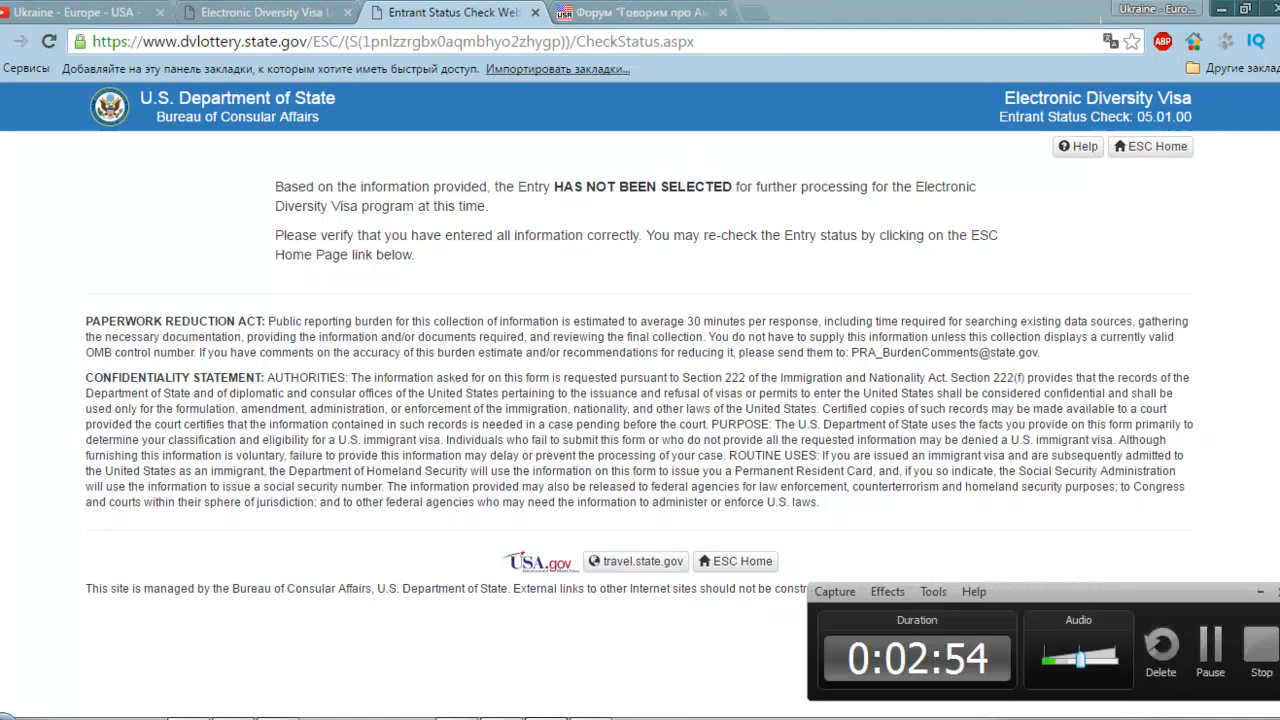 Ukraine - Europe - USA -
Electronic Diversity Visa L
Entrant Status Check Web
Форум "Говорим про Ам
Ukraine - Euro...
https://www.dvlottery.state.gov/ESC/(S(1pnlzzrgbx0aqmbhyo2zhygp))/CheckStatus.aspx
ABP
IQ
Сервисы
Добавляйте на эту панель закладки, к которым хотите иметь быстрый доступ.
Импортировать закладки...
Другие заклад
U.S. Department of State
Bureau of Consular Affairs
Electronic Diversity Visa
Entrant Status Check: 05.01.00
Help
ESC Home
Based on the information provided, the Entry HAS NOT BEEN SELECTED for further processing for the Electronic
Diversity Visa program at this time.
Please verify that you have entered all information correctly. You may re-check the Entry status by clicking on the ESC
Home Page link below.
PAPERWORK REDUCTION ACT: Public reporting burden for this collection of information is estimated to average 30 minutes per response, including time required for searching existing data sources, gathering
the necessary documentation, providing the information and/or documents required, and reviewing the final collection. You do not have to supply this information unless this collection displays a currently valid
OMB control number. If you have comments on the accuracy of this burden estimate and/or recommendations for reducing it, please send them to: PRA_BurdenComments@state.gov.
CONFIDENTIALITY STATEMENT: AUTHORITIES: The information asked for on this form is requested pursuant to Section 222 of the Immigration and Nationality Act. Section 222(f) provides that the records of the
Department of State and of diplomatic and consular offices of the United States pertaining to the issuance and refusal of visas or permits to enter the United States shall be considered confidential and shall be
used only for the formulation, amendment, administration, or enforcement of the immigration, nationality, and other laws of the United States. Certified copies of such records may be made available to a court
provided the court certifies that the information contained in such records is needed in a case pending before the court. PURPOSE: The U.S. Department of State uses the facts you provide on this form primarily to
determine your classification and eligibility for a U.S. immigrant visa. Individuals who fail to submit this form or who do not provide all the requested information may be denied a U.S. immigrant visa. Although
furnishing this information is voluntary, failure to provide this information may delay or prevent the processing of your case. ROUTINE USES: If you are issued an immigrant visa and are subsequently admitted to
the United States as an immigrant, the Department of Homeland Security will use the information on this form to issue you a Permanent Resident Card, and, if you so indicate, the Social Security Administration
will use the information to issue a social security number. The information provided may also be released to federal agencies for law enforcement, counterterrorism and homeland security purposes; to Congress
and courts within their sphere of jurisdiction; and to other federal agencies who may need the information to administer or enforce U.S. laws.
USA.gov
travel.state.gov
ESC Home
This site is managed by the Bureau of Consular Affairs, U.S. Department of State. External links to other Internet sites should not be constr
Capture
Effects
Tools
Help
Duration
Audio
0:02:54
Delete
Pause
Stop